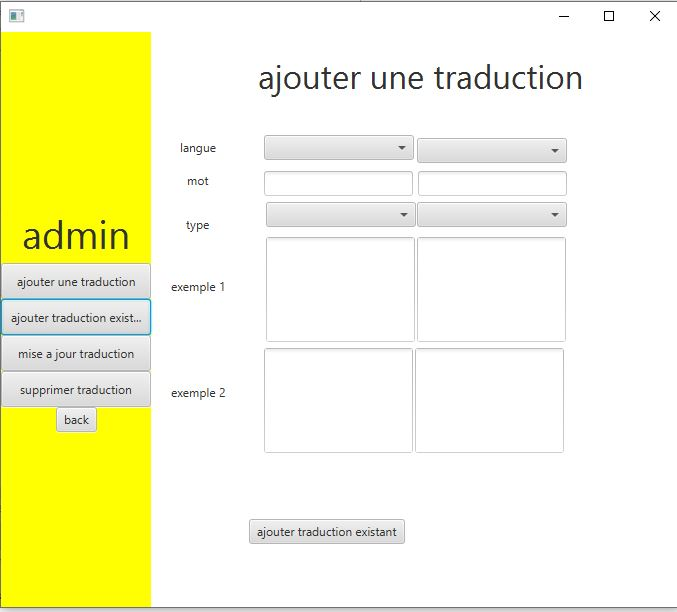 ajouter une traduction
admin
ajouter une traduction
ajouter traduction exist...
mise a jour traduction
supprimer traduction
back
langue
mot
type
exemple 1
exemple 2
ajouter traduction existant